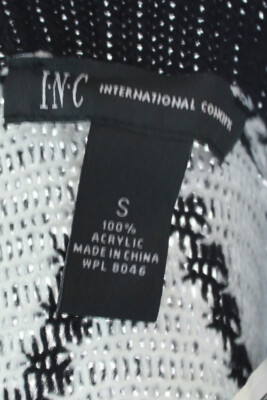 I·N·C INTERNATIONAL CONCEPTS
S
100%
ACRYLIC
MADE IN CHINA
WPL 8046